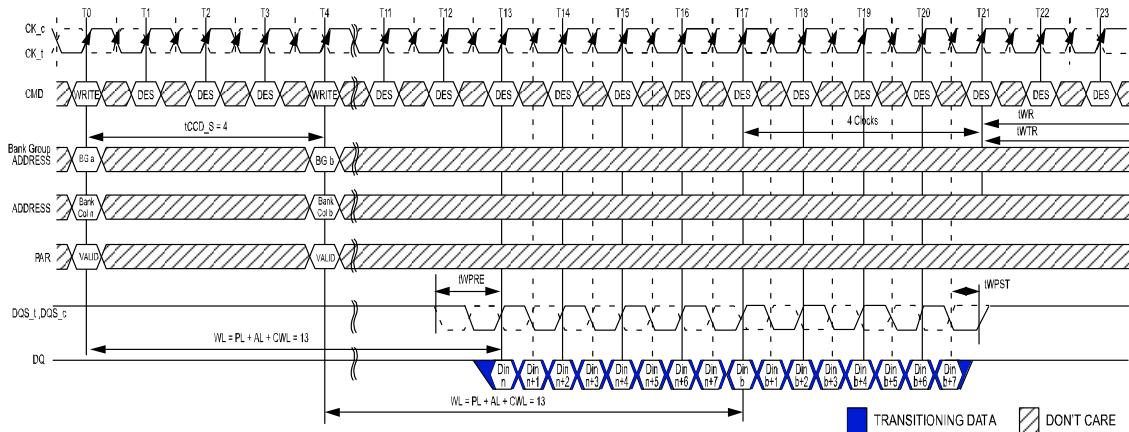 T0 T1 T2 T3 T4 T11 T12 T13 T14 T15 T16 T17 T18 T19 T20 T21 T22 T23
CK_c
CK_t
CMD WRITE DES DES DES WRITE DES DES DES DES DES DES DES DES DES DES DES DES DES
tCCD_S = 4
4 Clocks
tWR
tWTR
Bank Group
ADDRESS
BG a BG b
ADDRESS
Bank
Col n
Bank
Col b
PAR VALID VALID
tWPRE
tWPST
DQS_t ,DQS_c
WL = PL + AL + CWL = 13
DQ
Din n Din n+1 Din n+2 Din n+3 Din n+4 Din n+5 Din n+6 Din n+7 Din b Din b+1 Din b+2 Din b+3 Din b+4 Din b+5 Din b+6 Din b+7
WL = PL + AL + CWL = 13
TRANSITIONING DATA DON'T CARE